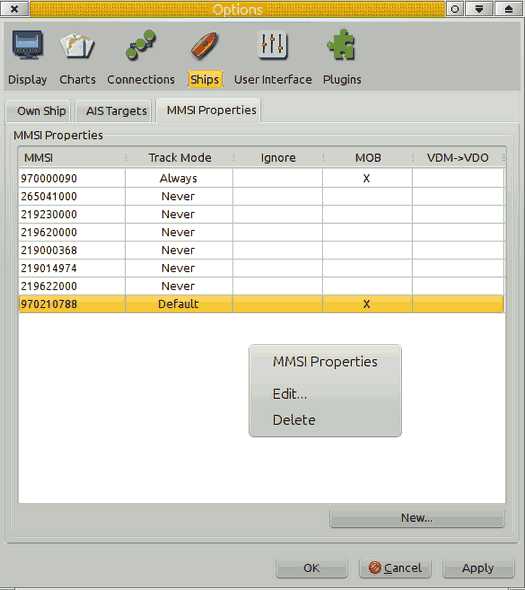 Options
Display Charts Connections Ships User Interface Plugins
Own Ship AIS Targets MMSI Properties
MMSI Properties
MMSI Track Mode Ignore MOB VDM->VDO
970000090 Always X
265041000 Never
219230000 Never
219620000 Never
219000368 Never
219014974 Never
219622000 Never
970210788 Default X
MMSI Properties
Edit...
Delete
New...
OK Cancel Apply